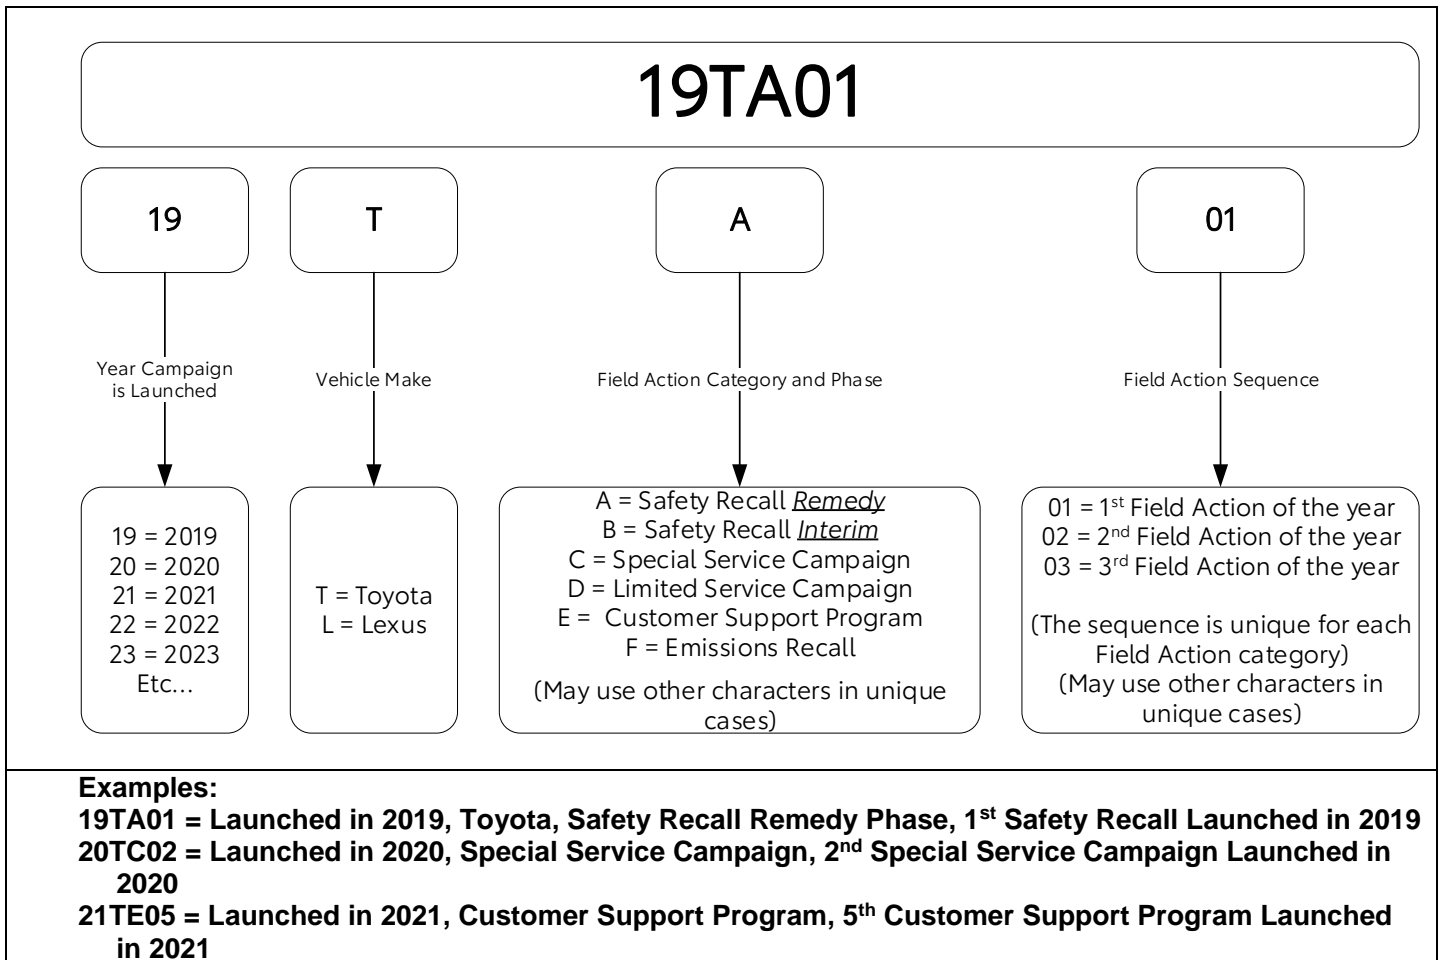 19TA01
19
T
A
01
Year Campaign
is Launched
Vehicle Make
Field Action Category and Phase
Field Action Sequence
19 = 2019
20 = 2020
21 = 2021
22 = 2022
23 = 2023
Etc...
T = Toyota
L = Lexus
A = Safety Recall Remedy
B = Safety Recall Interim
C = Special Service Campaign
D = Limited Service Campaign
E =  Customer Support Program
F = Emissions Recall
(May use other characters in unique
cases)
01 = 1st Field Action of the year
02 = 2nd Field Action of the year
03 = 3rd Field Action of the year
(The sequence is unique for each
Field Action category)
(May use other characters in
unique cases)
Examples:
19TA01 = Launched in 2019, Toyota, Safety Recall Remedy Phase, 1st Safety Recall Launched in 2019
20TC02 = Launched in 2020, Special Service Campaign, 2nd Special Service Campaign Launched in
2020
21TE05 = Launched in 2021, Customer Support Program, 5th Customer Support Program Launched
in 2021